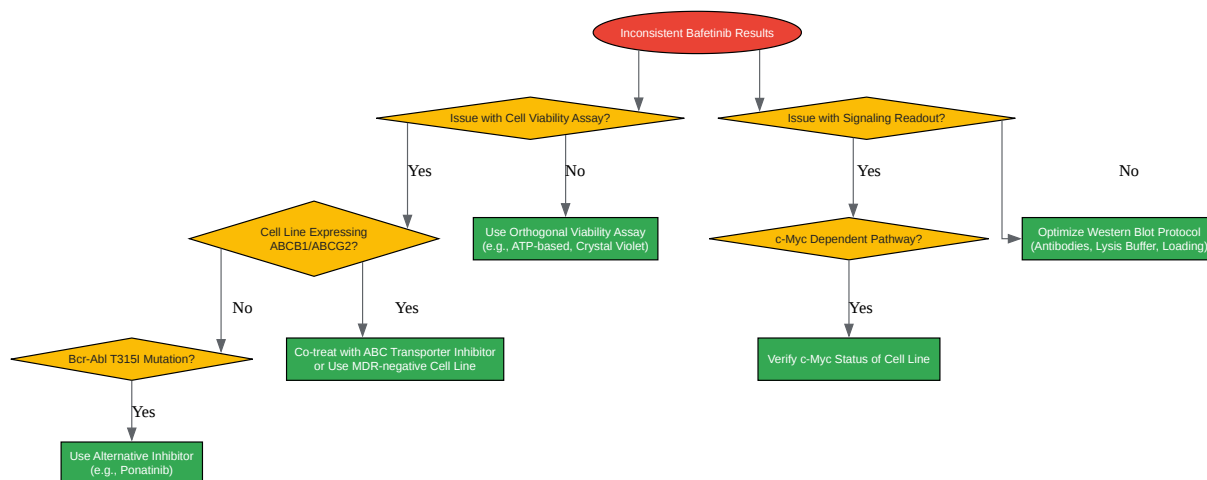 Inconsistent Bafetinib Results
Issue with Cell Viability Assay?
Issue with Signaling Readout?
Yes
No
Yes
No
Cell Line Expressing
ABCB1/ABCG2?
Use Orthogonal Viability Assay
(e.g., ATP-based, Crystal Violet)
c-Myc Dependent Pathway?
Optimize Western Blot Protocol
(Antibodies, Lysis Buffer, Loading)
No
Yes
Yes
Bcr-Abl T315I Mutation?
Co-treat with ABC Transporter Inhibitor
or Use MDR-negative Cell Line
Verify c-Myc Status of Cell Line
Yes
Use Alternative Inhibitor
(e.g., Ponatinib)